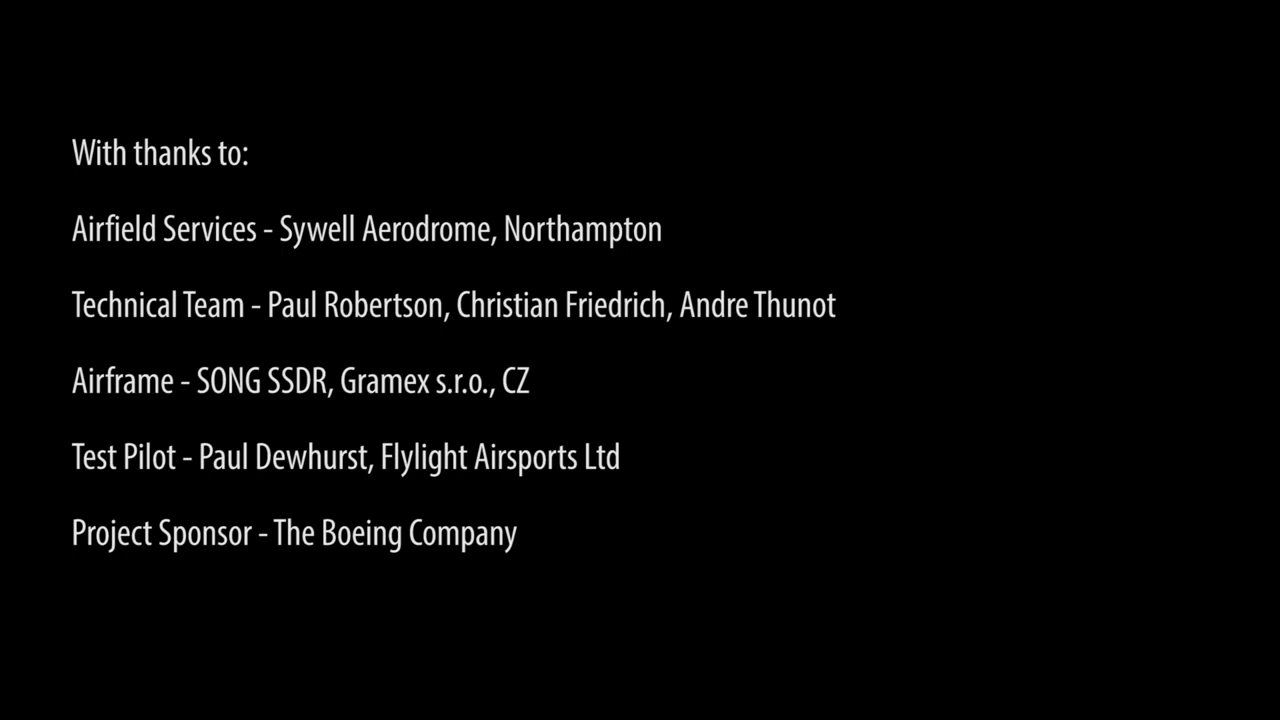 With thanks to:
Airfield Services - Sywell Aerodrome, Northampton
Technical Team - Paul Robertson, Christian Friedrich, Andre Thunot
Airframe - SONG SSDR, Gramex s.r.o., CZ
Test Pilot - Paul Dewhurst, Flylight Airsports Ltd
Project Sponsor - The Boeing Company